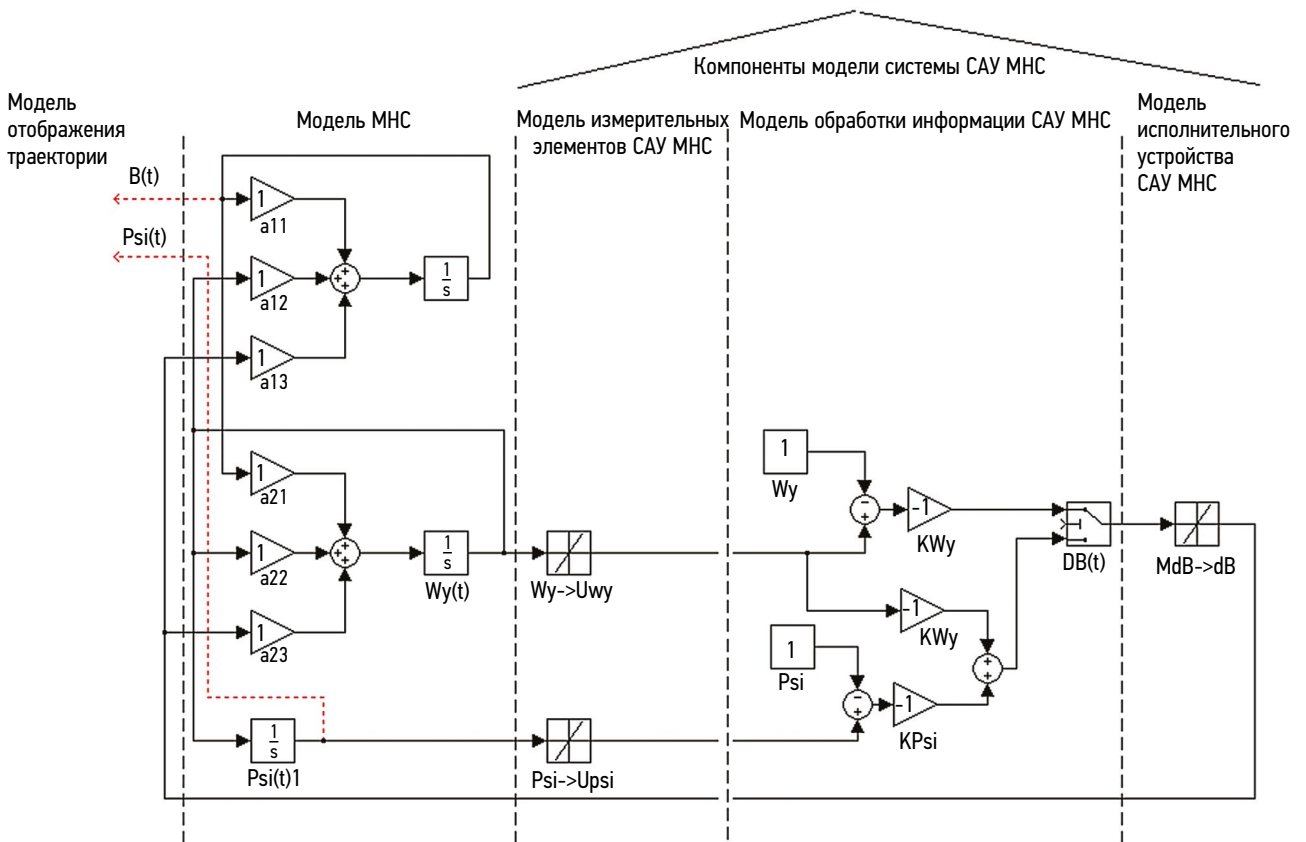 Компоненты модели системы САУ МНС
Модель
отображения
траектории
Модель МНС
Модель измерительных
элементов САУ МНС
Модель обработки информации САУ МНС
Модель
исполнительного
устройства
САУ МНС
B(t)
Psi(t)
1
a11
1
a12
1
a13
1
s
1
a21
1
a22
1
a23
1
s
Wy(t)
Wy->Uwy
1
Wy
-1
KWy
-1
KWy
DB(t)
MdB->dB
1
Psi
-1
KPsi
1
s
Psi(t)1
Psi->Upsi